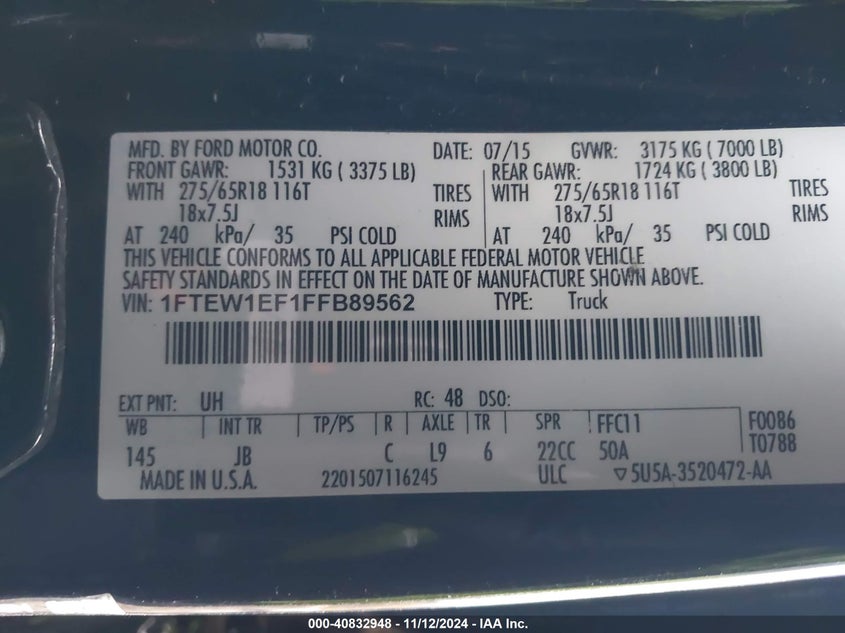 MFD. BY FORD MOTOR CO. DATE: 07/15 GVWR: 3175 KG ( 7000 LB)
FRONT GAWR: 1531 KG ( 3375 LB) REAR GAWR: 1724 KG ( 3800 LB)
WITH 275/65R18 116T TIRES WITH 275/65R18 116T TIRES
18x7.5J RIMS 18x7.5J RIMS
AT 240 kPa/ 35 PSI COLD AT 240 kPa/ 35 PSI COLD
THIS VEHICLE CONFORMS TO ALL APPLICABLE FEDERAL MOTOR VEHICLE
SAFETY STANDARDS IN EFFECT ON THE DATE OF MANUFACTURE SHOWN ABOVE.
VIN: 1FTEW1EF1FFB89562 TYPE: Truck
EXT PNT: UH RC: 48 DSO:
WB INT TR TP/PS R AXLE TR SPR FFC11 F0086
145 JB C L9 6 22CC 50A T0788
MADE IN U.S.A. 2201507116245 ULC ▽5U5A-3520472-AA
000-40832948 - 11/12/2024 - IAA Inc.